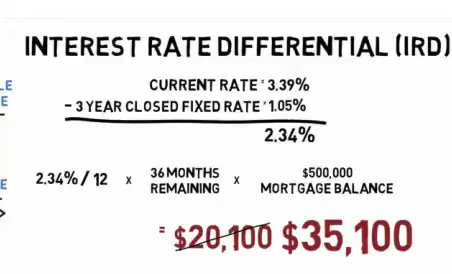 INTEREST RATE DIFFERENTIAL (IRD)
LE
E
CURRENT RATE = 3.39%
- 3 YEAR CLOSED FIXED RATE = 1.05%
2.34%
E
2.34% / 12 x 36 MONTHS REMAINING x $500,000 MORTGAGE BALANCE
= $20,100 $35,100